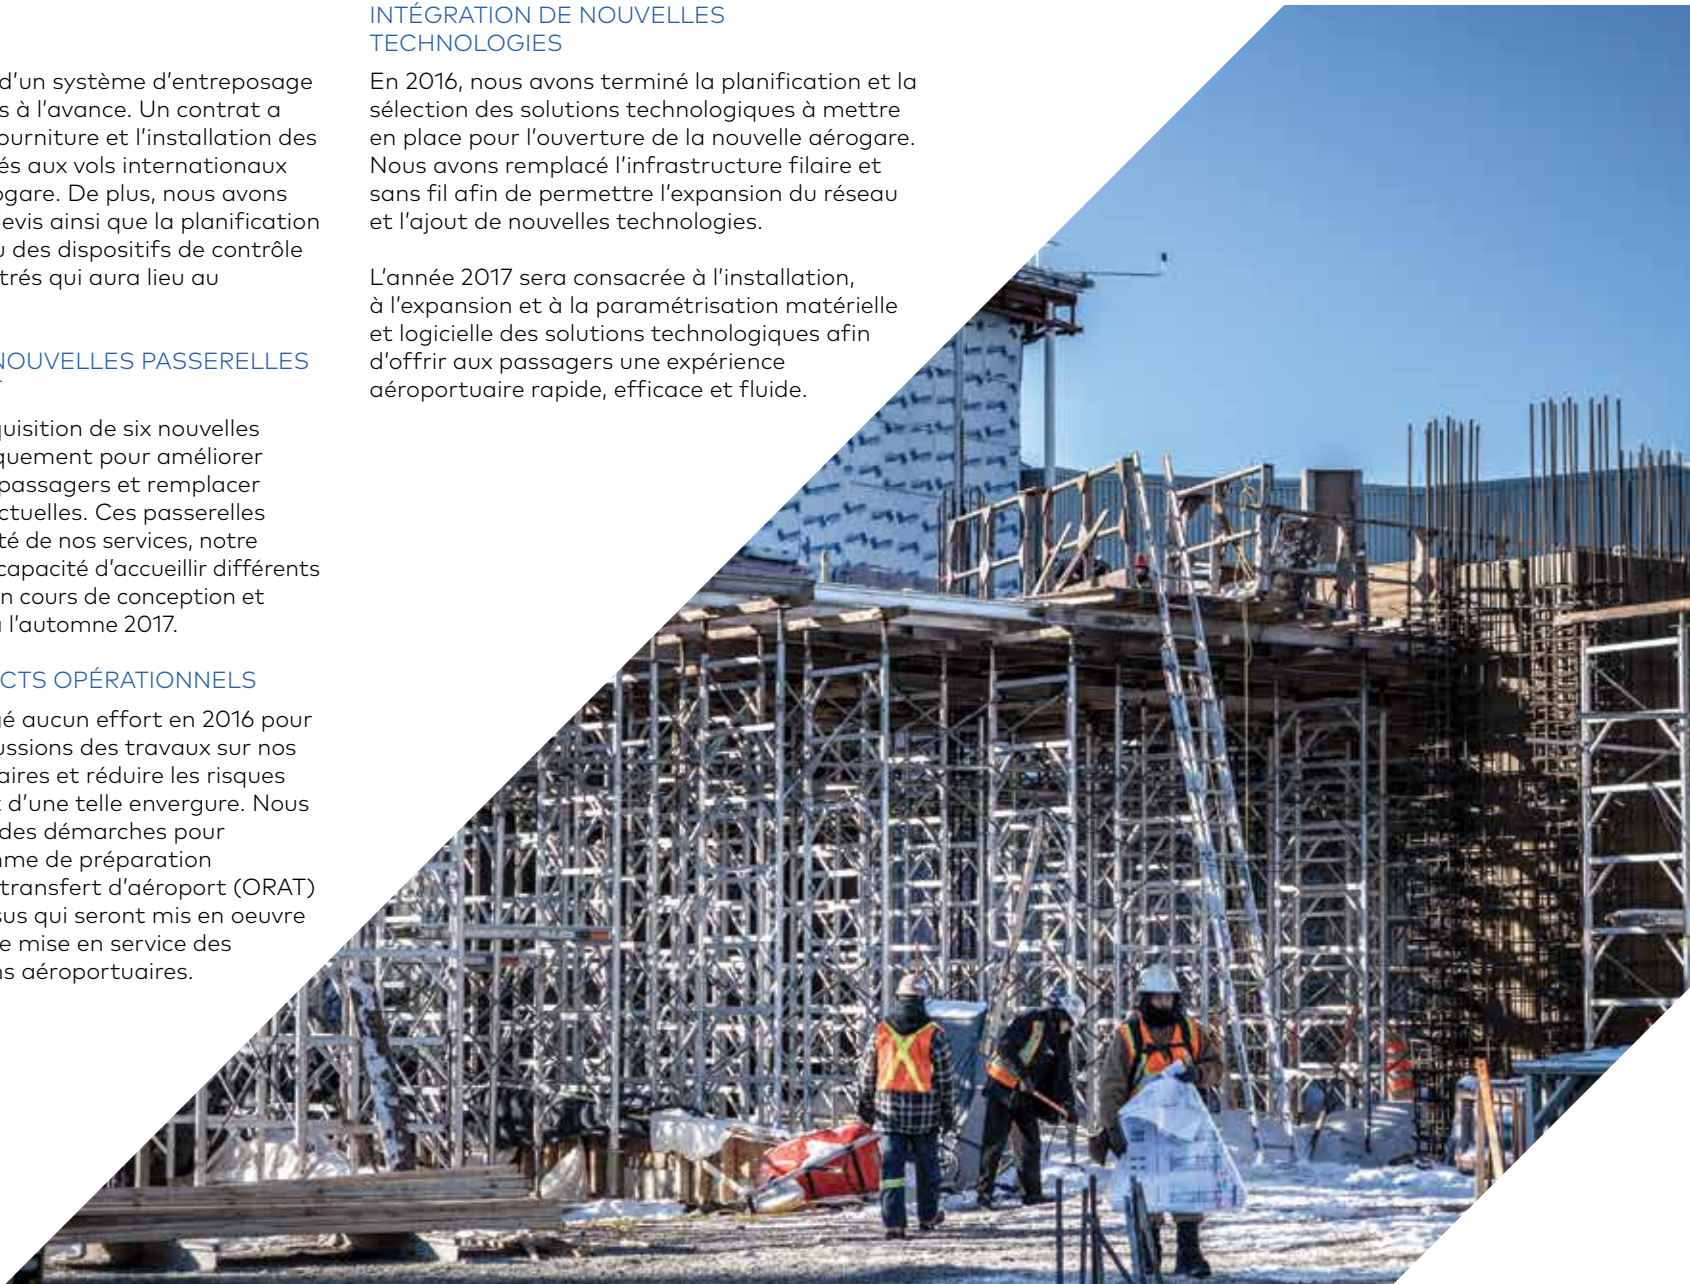 d'un système d'entreposage
s à l'avance. Un contrat a
ourniture et l'installation des
és aux vols internationaux
ogare. De plus, nous avons
devis ainsi que la planification
u des dispositifs de contrôle
trés qui aura lieu au
NOUVELLES PASSERELLES
quisition de six nouvelles
quement pour améliorer
passagers et remplacer
ctuelles. Ces passerelles
té de nos services, notre
capacité d'accueillir différents
n cours de conception et
à l'automne 2017.
CTS OPÉRATIONNELS
gé aucun effort en 2016 pour
cussions des travaux sur nos
aires et réduire les risques
t d'une telle envergure. Nous
des démarches pour
mme de préparation
transfert d'aéroport (ORAT)
sus qui seront mis en oeuvre
e mise en service des
ns aéroportuaires.
INTÉGRATION DE NOUVELLES
TECHNOLOGIES
En 2016, nous avons terminé la planification et la
sélection des solutions technologiques à mettre
en place pour l'ouverture de la nouvelle aérogare.
Nous avons remplacé l'infrastructure filaire et
sans fil afin de permettre l'expansion du réseau
et l'ajout de nouvelles technologies.
L'année 2017 sera consacrée à l'installation,
à l'expansion et à la paramétrisation matérielle
et logicielle des solutions technologiques afin
d'offrir aux passagers une expérience
aéroportuaire rapide, efficace et fluide.